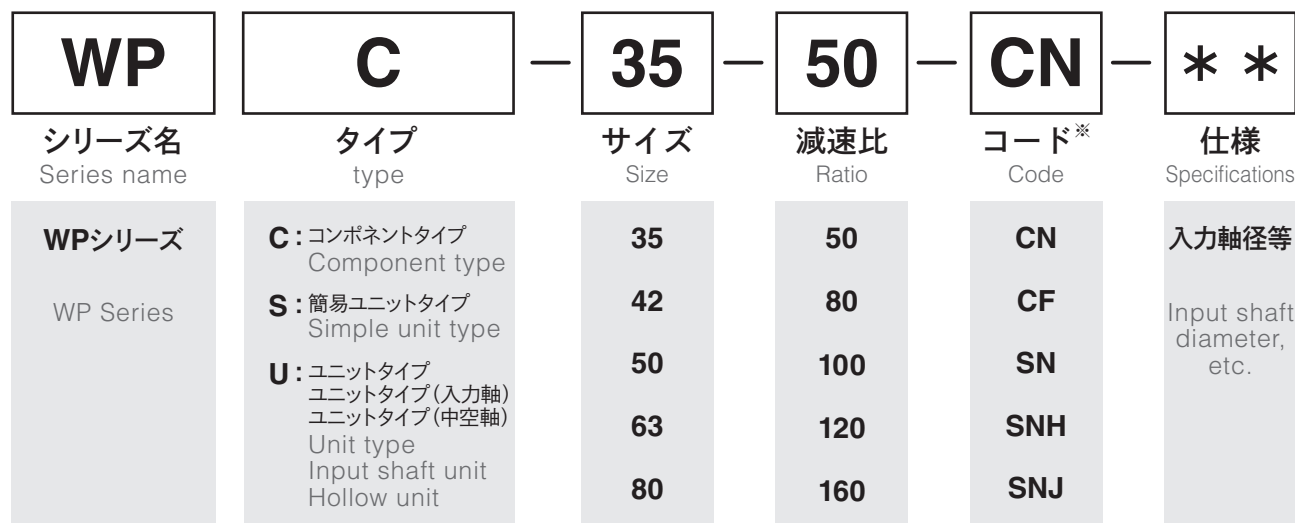 WP C — 35 — 50 — CN — ＊＊
シリーズ名 タイプ サイズ 減速比 コード※ 仕様
Series name type Size Ratio Code Specifications
WPシリーズ
WP Series
C：コンポネントタイプ
Component type
S：簡易ユニットタイプ
Simple unit type
U：ユニットタイプ
ユニットタイプ（入力軸）
ユニットタイプ（中空軸）
Unit type
Input shaft unit
Hollow unit
35
42
50
63
80
50
80
100
120
160
CN
CF
SN
SNH
SNJ
入力軸径等
Input shaft
diameter,
etc.